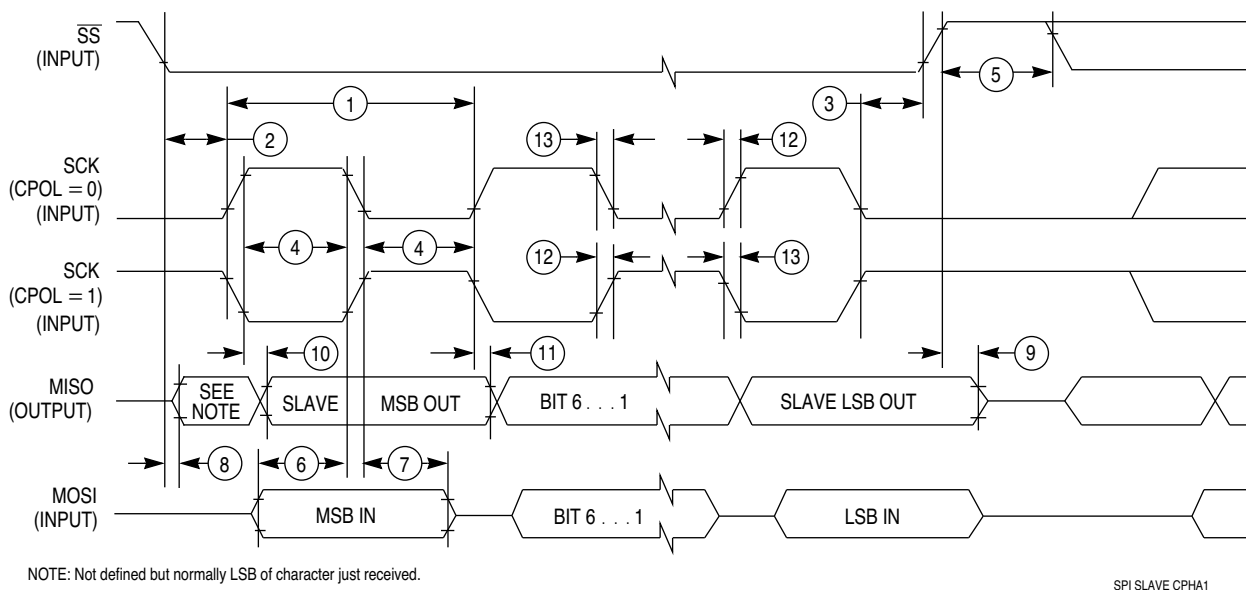 SS
(INPUT)
5
1
3
2
13
12
SCK
(CPOL = 0)
(INPUT)
4
4
SCK
(CPOL = 1)
(INPUT)
12
13
10
11
9
MISO
(OUTPUT)
SEE
NOTE
SLAVE
MSB OUT
BIT 6 . . . 1
SLAVE LSB OUT
8
6
7
MOSI
(INPUT)
MSB IN
BIT 6 . . . 1
LSB IN
NOTE: Not defined but normally LSB of character just received.
SPI SLAVE CPHA1